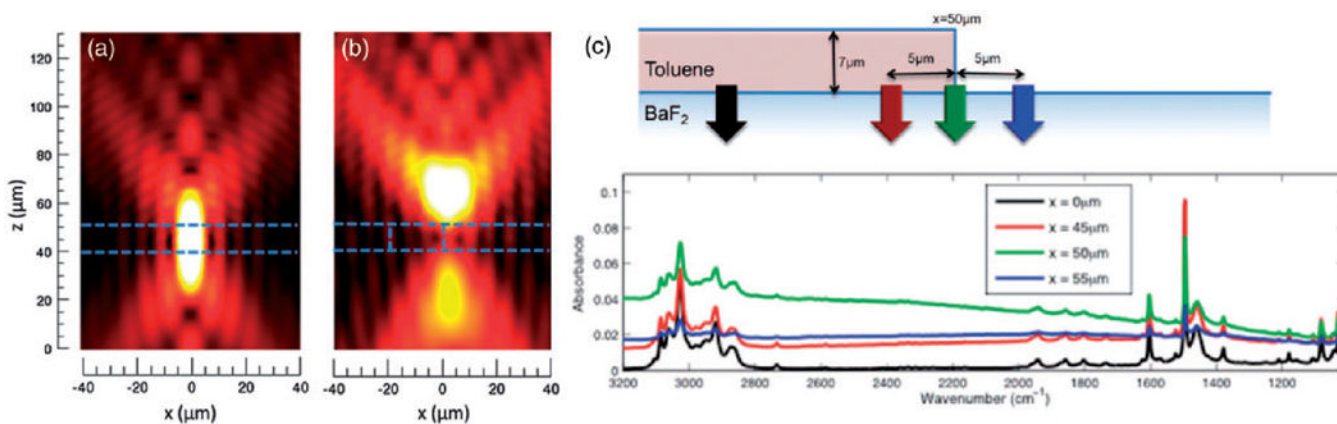 (a)
(b)
z (μm)
120
100
80
60
40
20
0
-40 -20 0 20 40
-40 -20 0 20 40
x (μm)
x (μm)
(c)
x=50μm
Toluene
7μm
5μm
5μm
BaF2
Absorbance
0.1
0.08
0.06
0.04
0.02
0
x = 0μm
x = 45μm
x = 50μm
x = 55μm
3200 3000 2800 2600 2400 2200 2000 1800 1600 1400 1200
Wavenumber (cm⁻¹)